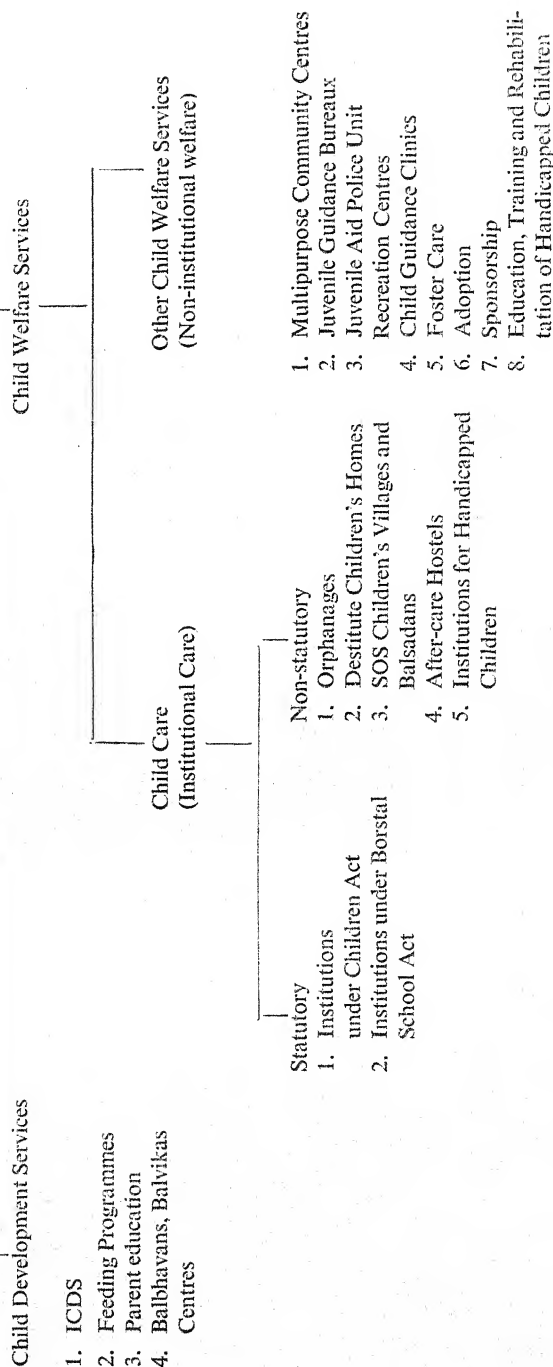 Child Development Services
1. ICDS
2. Feeding Programmes
3. Parent education
4. Balbhavans, Balvikas
Centres
Child Welfare Services
Child Care
(Institutional Care)
Statutory
1. Institutions
under Children Act
2. Institutions under Borstal
School Act
Non-statutory
1. Orphanages
2. Destitute Children's Homes
3. SOS Children's Villages and
Balsadans
4. After-care Hostels
5. Institutions for Handicapped
Children
Other Child Welfare Services
(Non-institutional welfare)
1. Multipurpose Community Centres
2. Juvenile Guidance Bureaux
3. Juvenile Aid Police Unit
Recreation Centres
4. Child Guidance Clinics
5. Foster Care
6. Adoption
7. Sponsorship
8. Education, Training and Rehabili-
tation of Handicapped Children